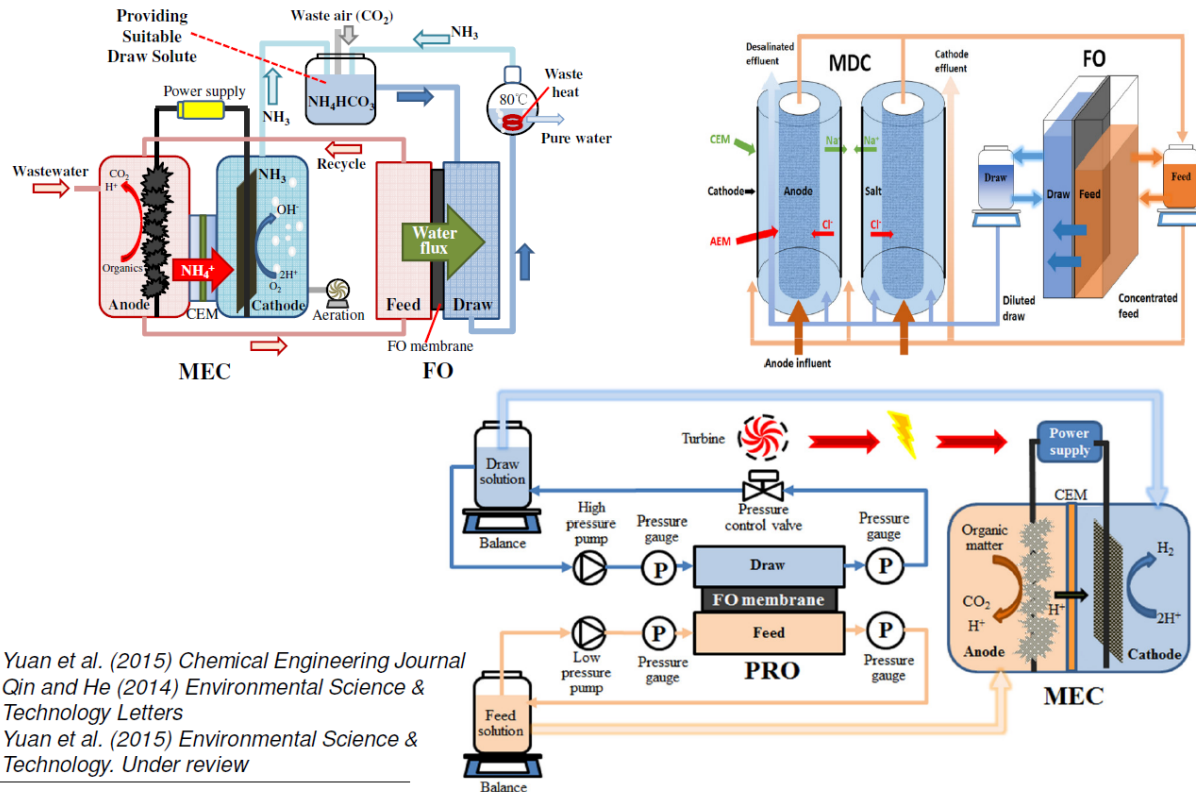 Providing
Suitable
Draw Solute
Waste air (CO₂)
NH₃
NH₃
NH₄HCO₃
80℃
Waste
heat
Pure water
Power supply
Recycle
Wastewater
CO₂
H⁺
Organics
Anode
NH₄⁺
CEM
NH₃
OH⁻
2H⁺
O₂
Cathode
Aeration
Water
flux
Feed
Draw
FO membrane
MEC
FO
Desalinated
effluent
MDC
Cathode
effluent
FO
CEM
Na⁺
Na⁺
Cathode
Anode
Salt
AEM
Cl⁻
Cl⁻
Draw
Draw
Feed
Feed
Diluted
draw
Concentrated
feed
Anode influent
Turbine
Power
supply
Draw
solution
Balance
High
pressure
pump
Pressure
gauge
P
Pressure
control valve
Pressure
gauge
P
Draw
FO membrane
Feed
PRO
Low
pressure
pump
P
Pressure
gauge
P
Pressure
gauge
Feed
solution
Balance
CEM
Organic
matter
CO₂
H⁺
Anode
H⁺
H₂
2H⁺
Cathode
MEC
Yuan et al. (2015) Chemical Engineering Journal
Qin and He (2014) Environmental Science &
Technology Letters
Yuan et al. (2015) Environmental Science &
Technology. Under review